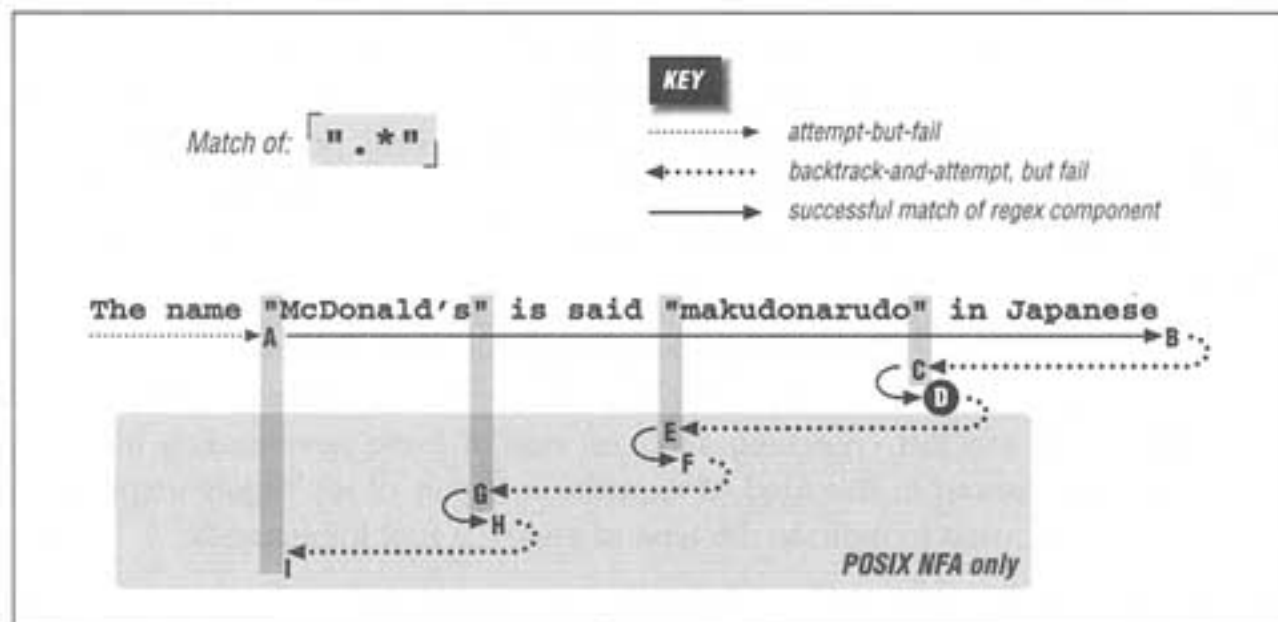 KEY
Match of: ".*"
attempt-but-fail
backtrack-and-attempt, but fail
successful match of regex component
The name "McDonald's" is said "makudonarudo" in Japanese
A B
C
D
E
F
G
H
I
POSIX NFA only